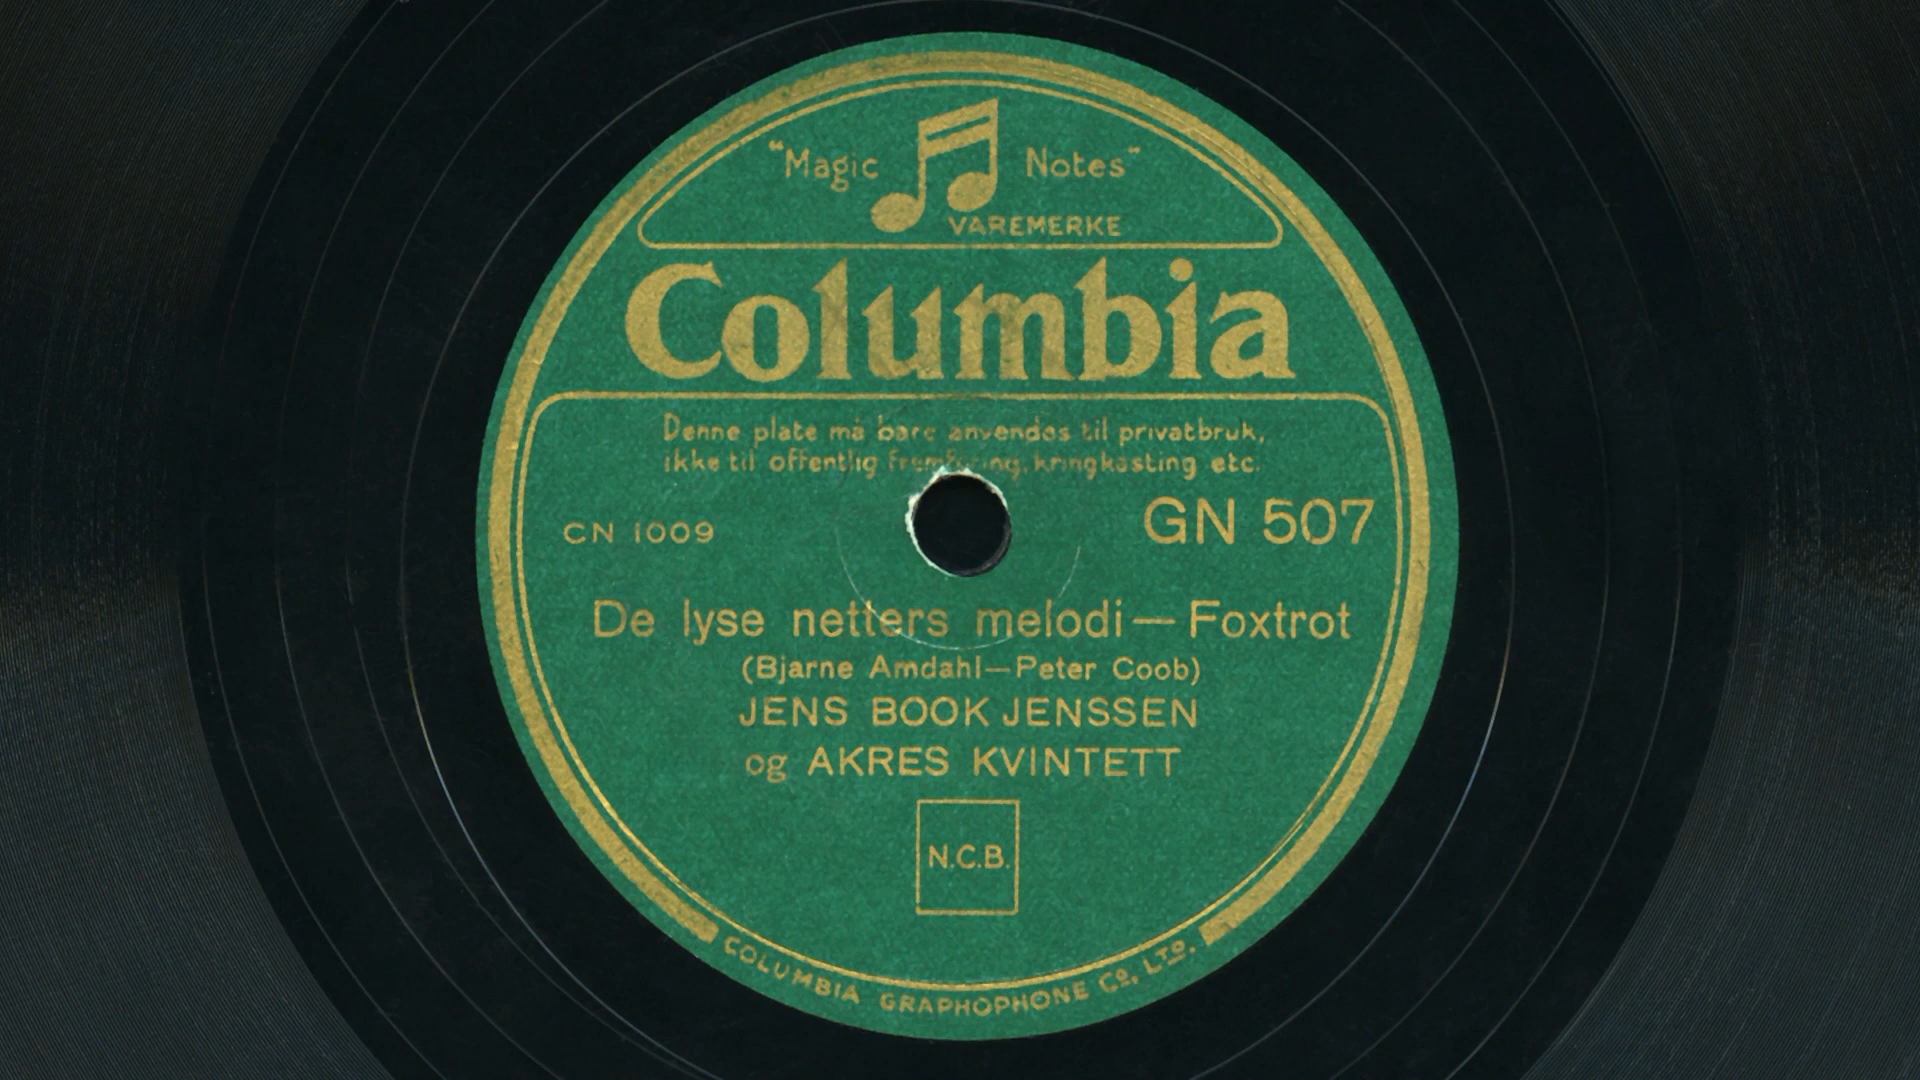 "Magic Notes"
VAREMERKE
Columbia
Denne plate må bare anvendes til privatbruk,
ikke til offentlig fremføring, kringkasting etc.
CN 1009
GN 507
De lyse netters melodi — Foxtrot
(Bjarne Amdahl—Peter Coob)
JENS BOOK JENSSEN
og AKRES KVINTETT
N.C.B.
COLUMBIA GRAPHOPHONE Co. LTD.